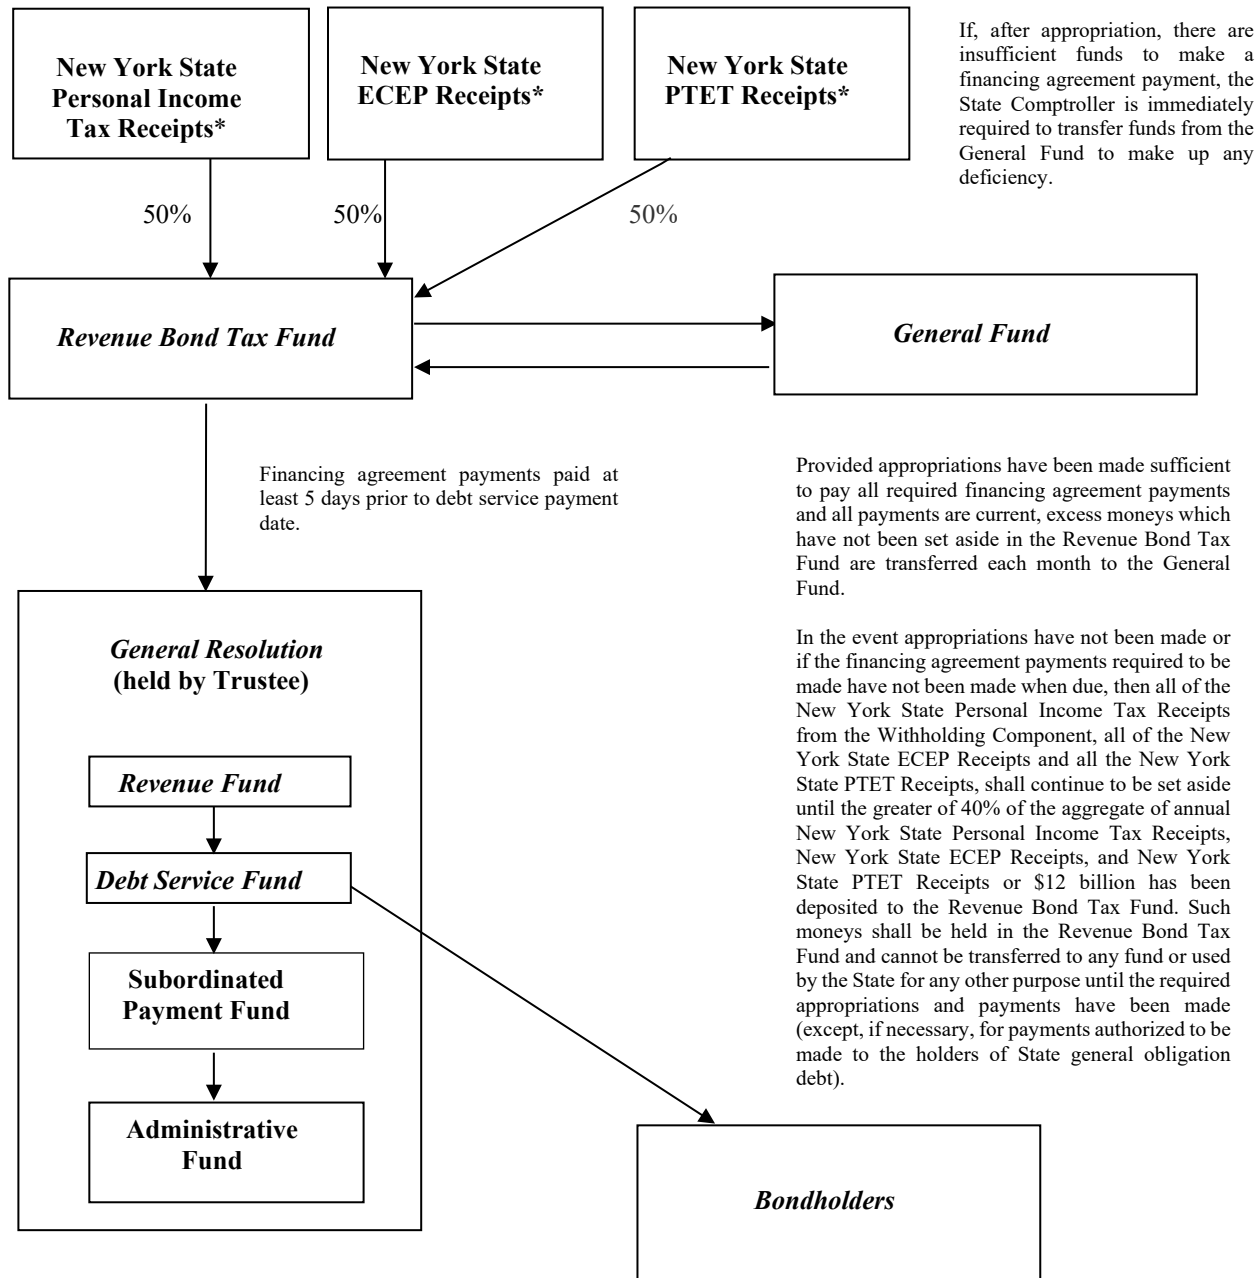 New York State
Personal Income
Tax Receipts*
New York State
ECEP Receipts*
New York State
PTET Receipts*
If, after appropriation, there are
insufficient funds to make a
financing agreement payment, the
State Comptroller is immediately
required to transfer funds from the
General Fund to make up any
deficiency.
50%
50%
50%
Revenue Bond Tax Fund
General Fund
Financing agreement payments paid at
least 5 days prior to debt service payment
date.
Provided appropriations have been made sufficient
to pay all required financing agreement payments
and all payments are current, excess moneys which
have not been set aside in the Revenue Bond Tax
Fund are transferred each month to the General
Fund.
In the event appropriations have not been made or
if the financing agreement payments required to be
made have not been made when due, then all of the
New York State Personal Income Tax Receipts
from the Withholding Component, all of the New
York State ECEP Receipts and all the New York
State PTET Receipts, shall continue to be set aside
until the greater of 40% of the aggregate of annual
New York State Personal Income Tax Receipts,
New York State ECEP Receipts, and New York
State PTET Receipts or $12 billion has been
deposited to the Revenue Bond Tax Fund. Such
moneys shall be held in the Revenue Bond Tax
Fund and cannot be transferred to any fund or used
by the State for any other purpose until the required
appropriations and payments have been made
(except, if necessary, for payments authorized to be
made to the holders of State general obligation
debt).
General Resolution
(held by Trustee)
Revenue Fund
Debt Service Fund
Subordinated
Payment Fund
Administrative
Fund
Bondholders